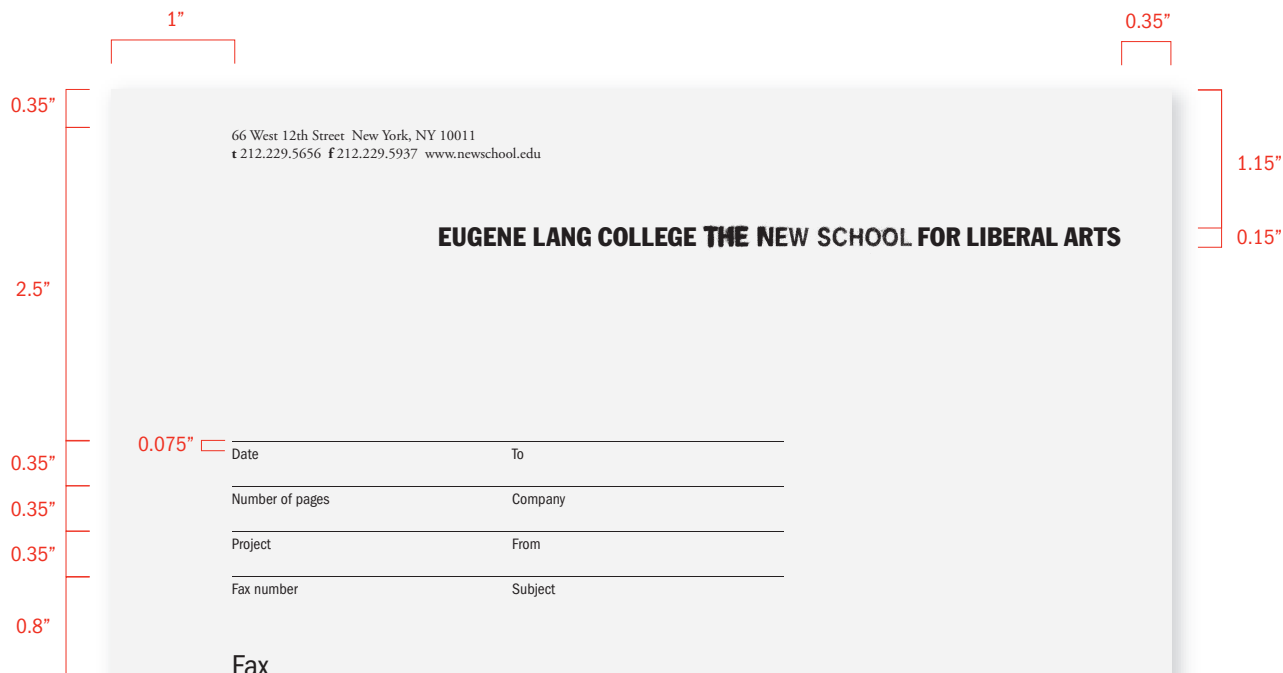 1” 0.35”
0.35”
66 West 12th Street New York, NY 10011
t 212.229.5656 f 212.229.5937 www.newschool.edu
1.15”
EUGENE LANG COLLEGE THE NEW SCHOOL FOR LIBERAL ARTS
0.15”
2.5”
0.075”
Date To
0.35”
Number of pages Company
0.35”
Project From
0.35”
Fax number Subject
0.8”
Fax